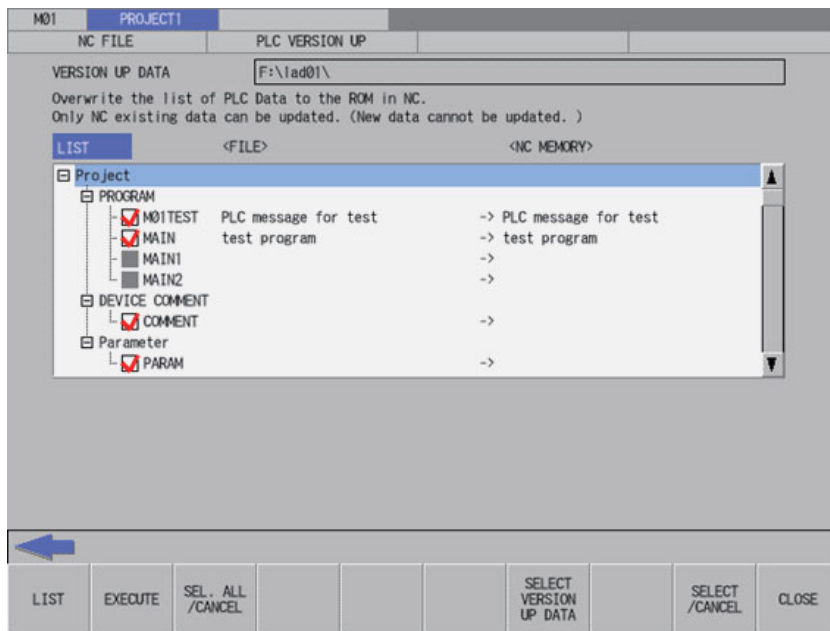 MØ1 PROJECT1
NC FILE PLC VERSION UP
VERSION UP DATA F:\lad01\
Overwrite the list of PLC Data to the ROM in NC.
Only NC existing data can be updated. (New data cannot be updated. )
LIST <FILE> <NC MEMORY>
Project
PROGRAM
MØ1TEST PLC message for test -> PLC message for test
MAIN test program -> test program
MAIN1 ->
MAIN2 ->
DEVICE COMMENT
COMMENT ->
Parameter
PARAM ->
LIST EXECUTE SEL. ALL /CANCEL SELECT VERSION UP DATA SELECT /CANCEL CLOSE